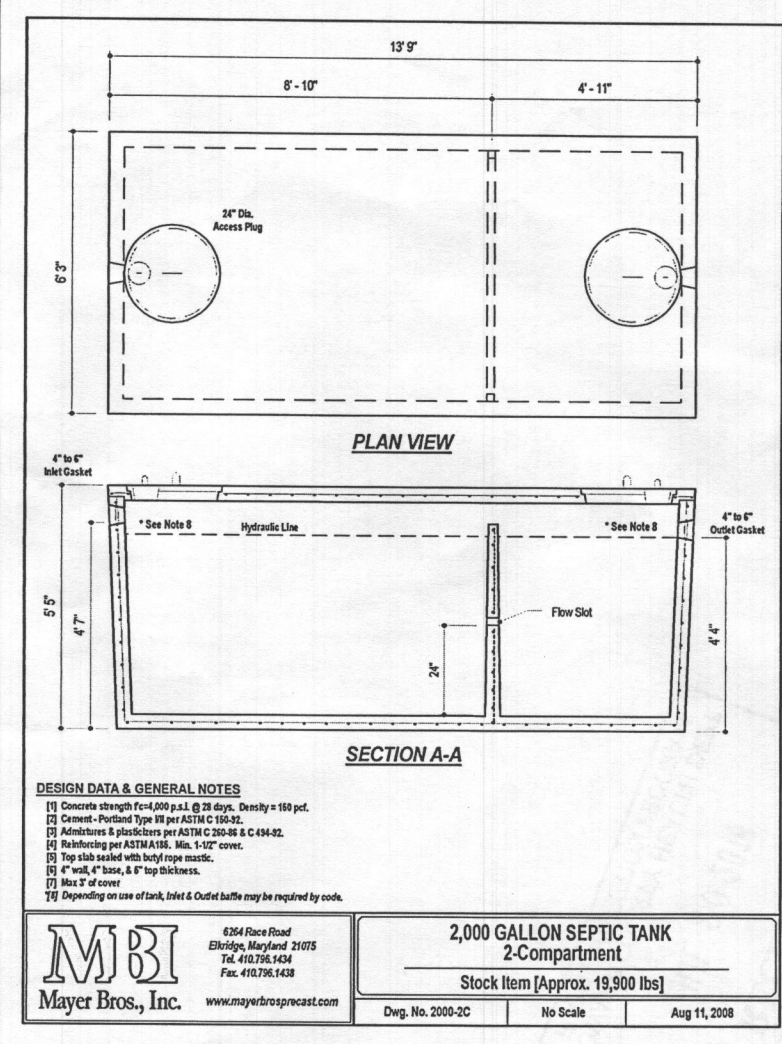 13' 9"
8' - 10"
4' - 11"
6' 3"
24" Dia.
Access Plug
PLAN VIEW
4" to 6"
Inlet Gasket
* See Note 8
Hydraulic Line
* See Note 8
4" to 6"
Outlet Gasket
5' 5"
4' 7"
24"
Flow Slot
4' 4"
SECTION A-A
DESIGN DATA & GENERAL NOTES
[1] Concrete strength f'c=4,000 p.s.i. @ 28 days. Density = 150 pcf.
[2] Cement - Portland Type I/II per ASTM C 150-92.
[3] Admixtures & plasticizers per ASTM C 260-86 & C 494-92.
[4] Reinforcing per ASTM A185. Min. 1-1/2" cover.
[5] Top slab sealed with butyl rope mastic.
[6] 4" wall, 4" base, & 6" top thickness.
[7] Max 3' of cover
*[8] Depending on use of tank, Inlet & Outlet baffle may be required by code.
MBI
Mayer Bros., Inc.
6264 Race Road
Elkridge, Maryland 21075
Tel. 410.796.1434
Fax. 410.796.1438
www.mayerbrosprecast.com
2,000 GALLON SEPTIC TANK
2-Compartment
Stock Item [Approx. 19,900 lbs]
Dwg. No. 2000-2C
No Scale
Aug 11, 2008